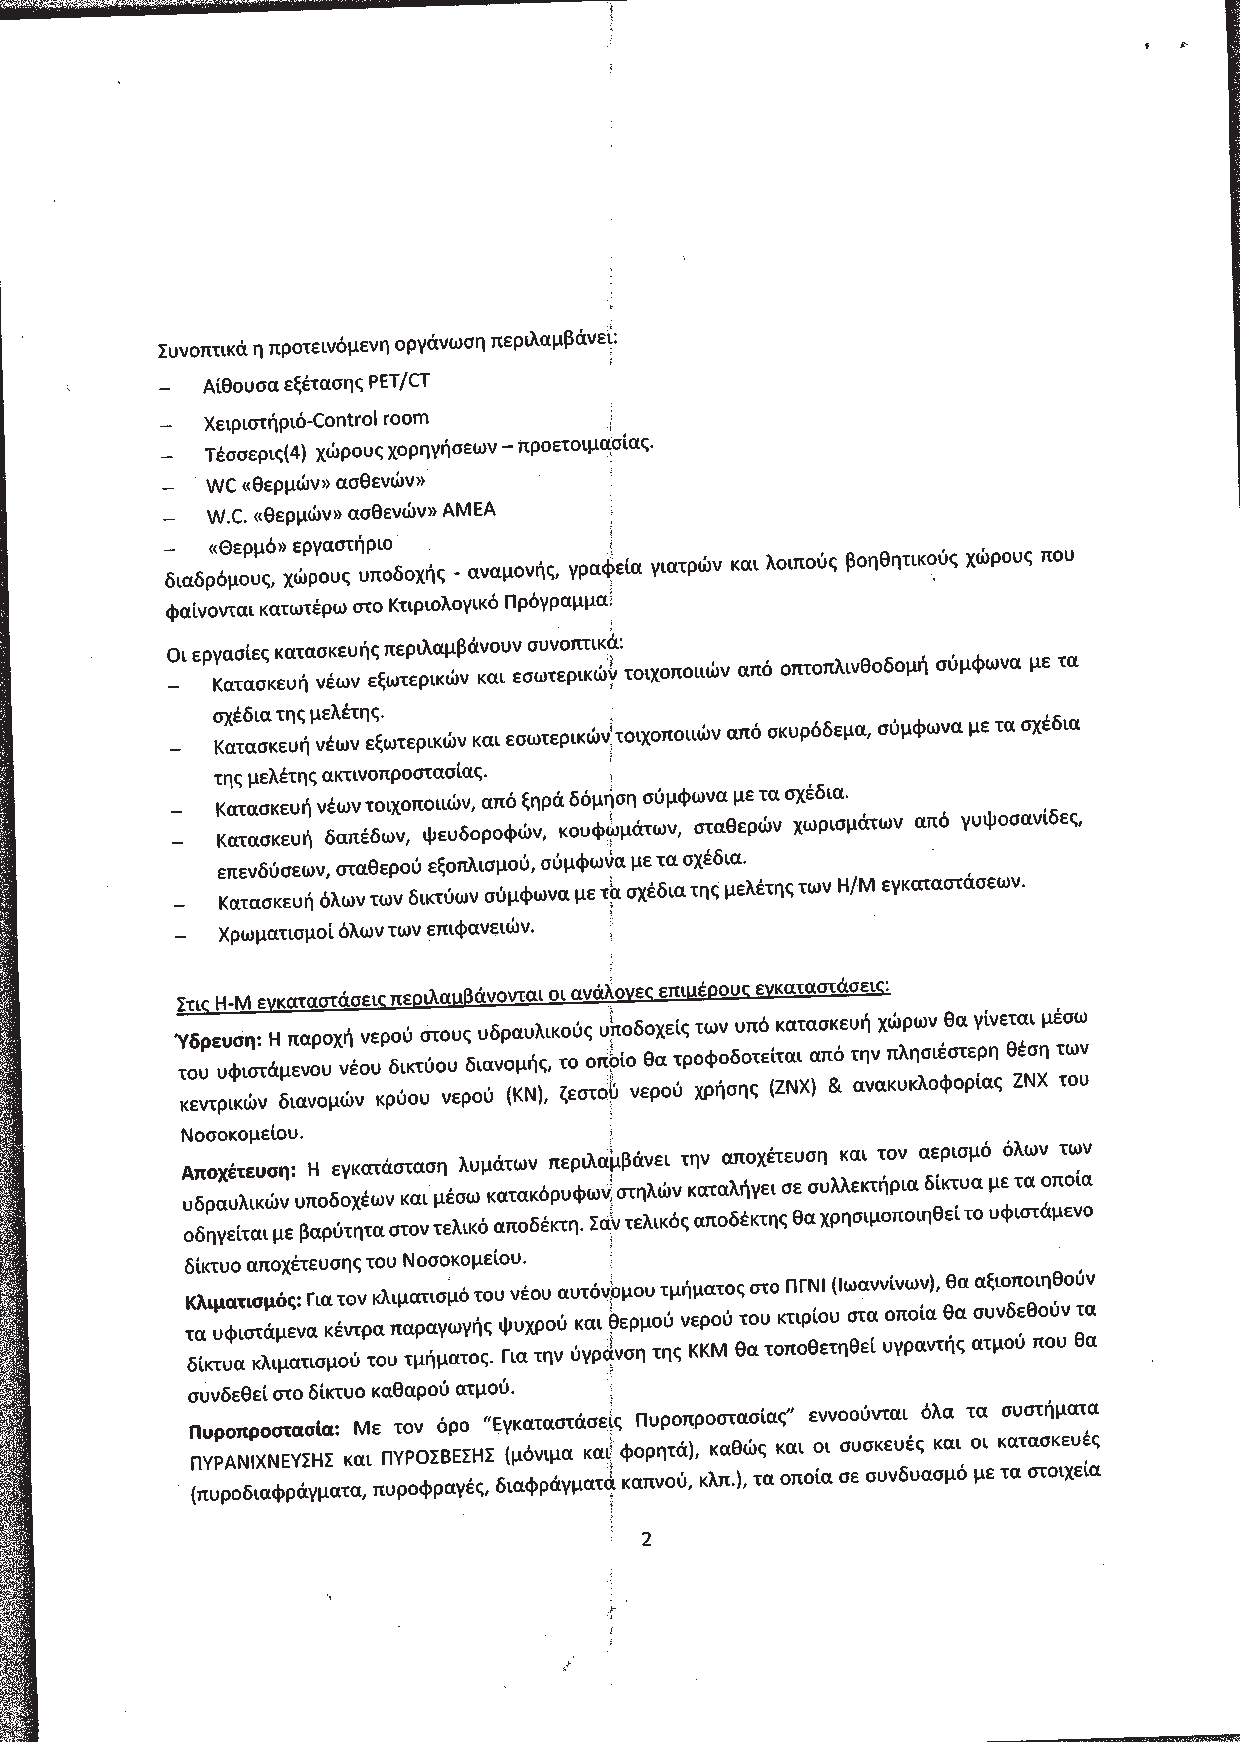 Συνοπτικά η προτεινόμενη οργάνωση περιλαμβάνει:
– Αίθουσα εξέτασης PET/CT
– Χειριστήριό-Control room
– Τέσσερις(4) χώρους χορηγήσεων – προετοιμασίας.
– WC «θερμών» ασθενών»
– W.C. «θερμών» ασθενών» ΑΜΕΑ
– «Θερμό» εργαστήριο
διαδρόμους, χώρους υποδοχής - αναμονής, γραφεία γιατρών και λοιπούς βοηθητικούς χώρους που
φαίνονται κατωτέρω στο Κτιριολογικό Πρόγραμμα:
Οι εργασίες κατασκευής περιλαμβάνουν συνοπτικά:
– Κατασκευή νέων εξωτερικών και εσωτερικών τοιχοποιιών από οπτοπλινθοδομή σύμφωνα με τα
σχέδια της μελέτης.
– Κατασκευή νέων εξωτερικών και εσωτερικών τοιχοποιιών από σκυρόδεμα, σύμφωνα με τα σχέδια
της μελέτης ακτινοπροστασίας.
– Κατασκευή νέων τοιχοποιιών, από ξηρά δόμηση σύμφωνα με τα σχέδια.
– Κατασκευή δαπέδων, ψευδοροφών, κουφωμάτων, σταθερών χωρισμάτων από γυψοσανίδες,
επενδύσεων, σταθερού εξοπλισμού, σύμφωνα με τα σχέδια.
– Κατασκευή όλων των δικτύων σύμφωνα με τα σχέδια της μελέτης των Η/Μ εγκαταστάσεων.
– Χρωματισμοί όλων των επιφανειών.
Στις Η-Μ εγκαταστάσεις περιλαμβάνονται οι ανάλογες επιμέρους εγκαταστάσεις:
Ύδρευση: Η παροχή νερού στους υδραυλικούς υποδοχείς των υπό κατασκευή χώρων θα γίνεται μέσω
του υφιστάμενου νέου δικτύου διανομής, το οποίο θα τροφοδοτείται από την πλησιέστερη θέση των
κεντρικών διανομών κρύου νερού (ΚΝ), ζεστού νερού χρήσης (ΖΝΧ) & ανακυκλοφορίας ΖΝΧ του
Νοσοκομείου.
Αποχέτευση: Η εγκατάσταση λυμάτων περιλαμβάνει την αποχέτευση και τον αερισμό όλων των
υδραυλικών υποδοχέων και μέσω κατακόρυφων στηλών καταλήγει σε συλλεκτήρια δίκτυα με τα οποία
οδηγείται με βαρύτητα στον τελικό αποδέκτη. Σαν τελικός αποδέκτης θα χρησιμοποιηθεί το υφιστάμενο
δίκτυο αποχέτευσης του Νοσοκομείου.
Κλιματισμός: Για τον κλιματισμό του νέου αυτόνομου τμήματος στο ΠΓΝΙ (Ιωαννίνων), θα αξιοποιηθούν
τα υφιστάμενα κέντρα παραγωγής ψυχρού και θερμού νερού του κτιρίου στα οποία θα συνδεθούν τα
δίκτυα κλιματισμού του τμήματος. Για την ύγρανση της ΚΚΜ θα τοποθετηθεί υγραντής ατμού που θα
συνδεθεί στο δίκτυο καθαρού ατμού.
Πυροπροστασία: Με τον όρο "Εγκαταστάσεις Πυροπροστασίας" εννοούνται όλα τα συστήματα
ΠΥΡΑΝΙΧΝΕΥΣΗΣ και ΠΥΡΟΣΒΕΣΗΣ (μόνιμα και φορητά), καθώς και οι συσκευές και οι κατασκευές
(πυροδιαφράγματα, πυροφραγές, διαφράγματα καπνού, κλπ.), τα οποία σε συνδυασμό με τα στοιχεία
2